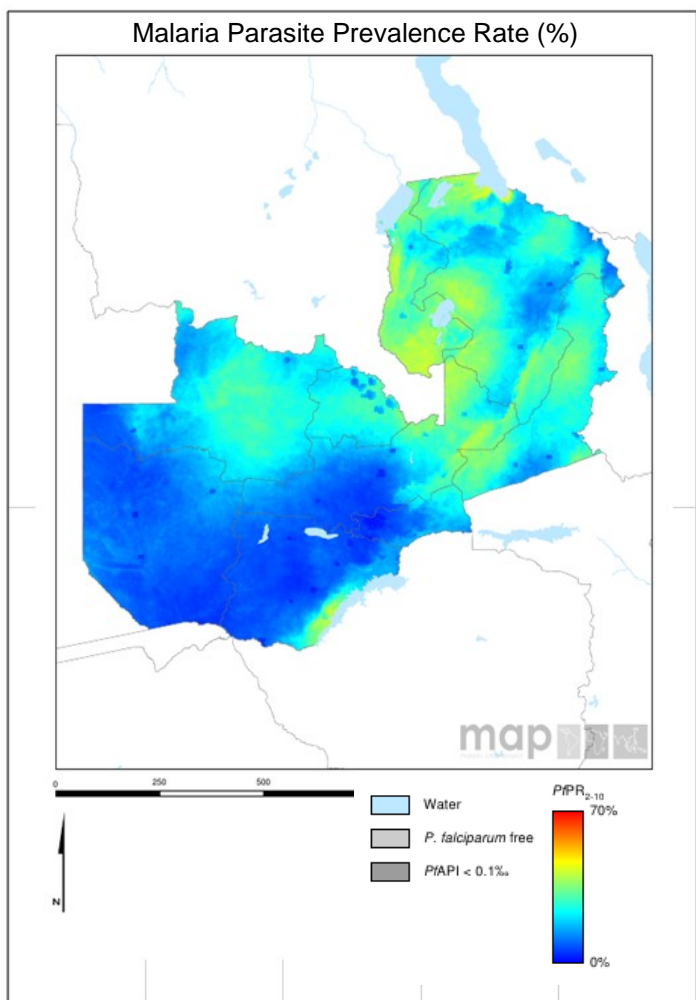 Malaria Parasite Prevalence Rate (%)
map
0 250 500
N
Water
P. falciparum free
PfAPI < 0.1‰
PfPR2-10
70%
0%